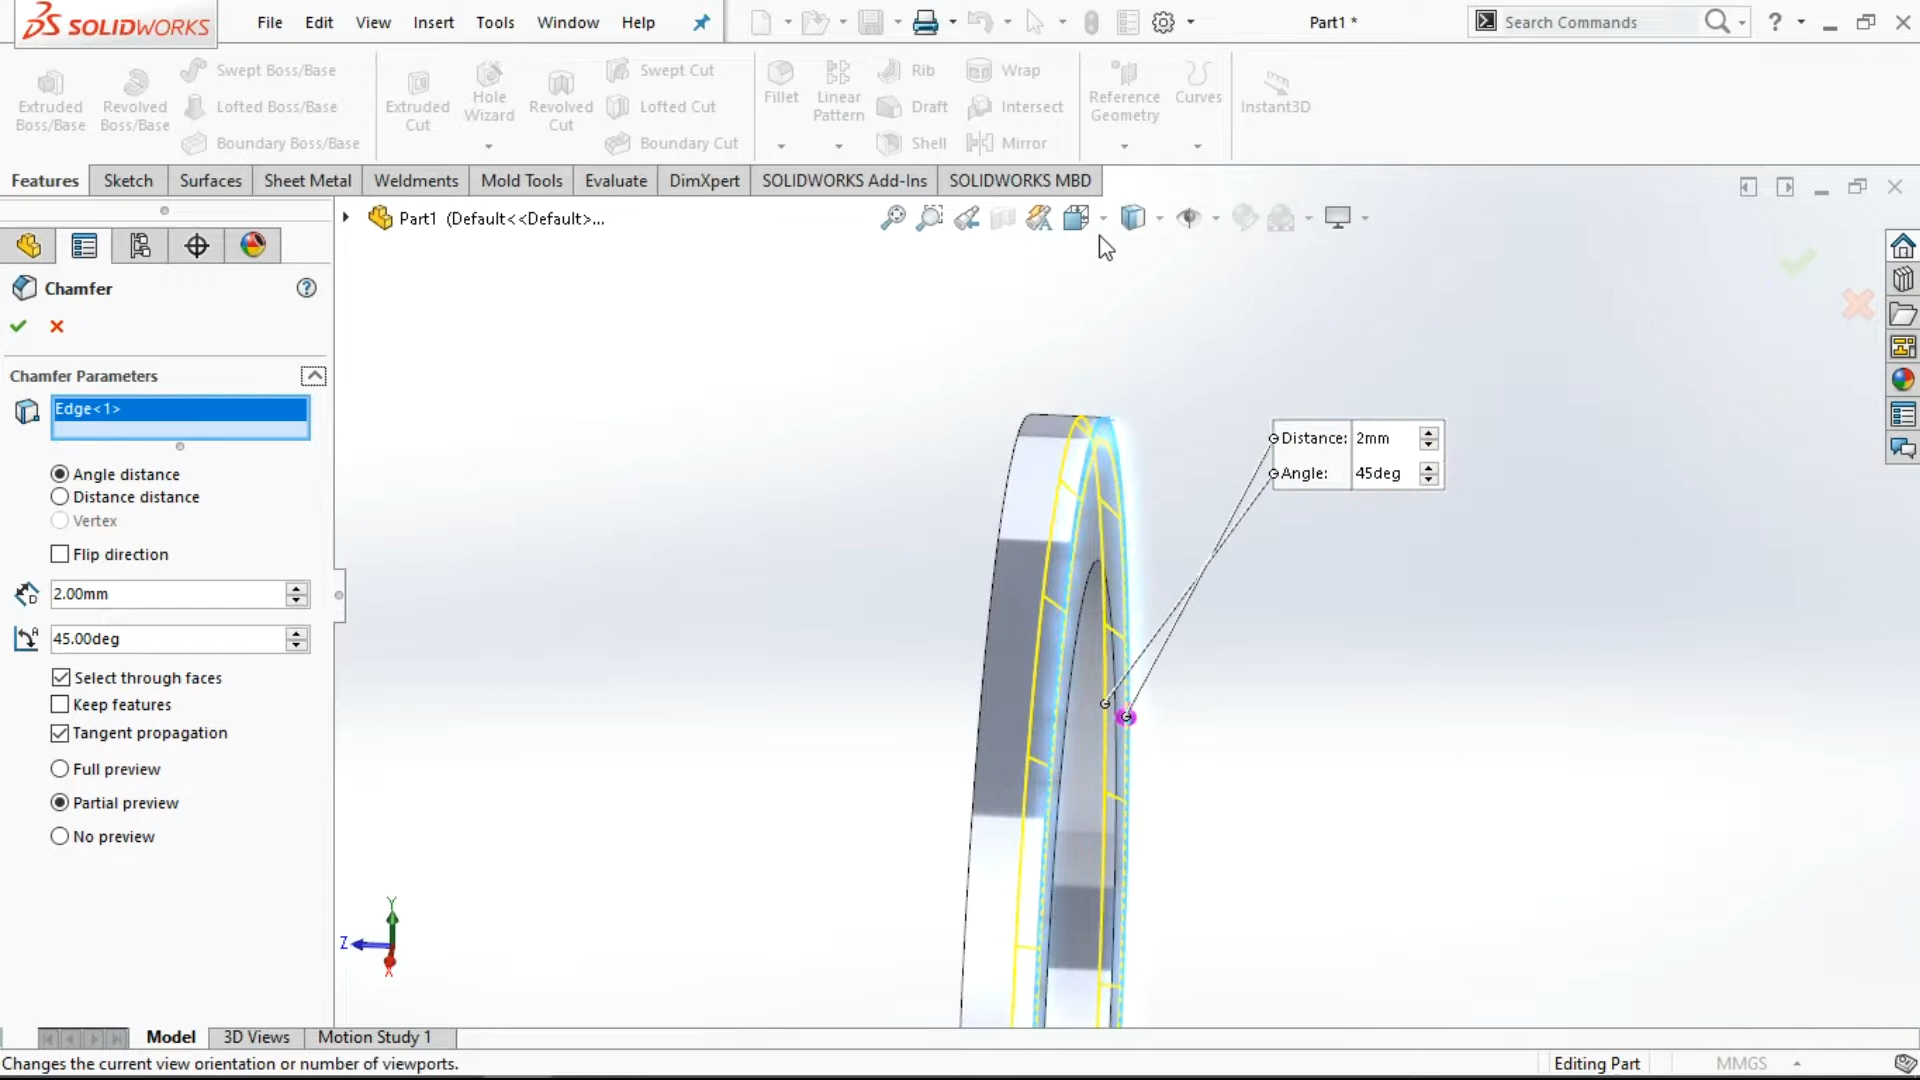 SOLIDWORKS File Edit View Insert Tools Window Help Part1 * Search Commands ?
Extruded Boss/Base
Revolved Boss/Base
Swept Boss/Base
Lofted Boss/Base
Boundary Boss/Base
Extruded Cut
Hole Wizard
Revolved Cut
Swept Cut
Lofted Cut
Boundary Cut
Fillet
Linear Pattern
Rib
Draft
Shell
Wrap
Intersect
Mirror
Reference Geometry
Curves
Instant3D
Features Sketch Surfaces Sheet Metal Weldments Mold Tools Evaluate DimXpert SOLIDWORKS Add-Ins SOLIDWORKS MBD
Part1 (Default<<Default>...
Chamfer
Chamfer Parameters
Edge<1>
Angle distance
Distance distance
Vertex
Flip direction
2.00mm
45.00deg
Select through faces
Keep features
Tangent propagation
Full preview
Partial preview
No preview
Distance: 2mm
Angle: 45deg
Y
Z
X
Model 3D Views Motion Study 1
Changes the current view orientation or number of viewports. Editing Part MMGS